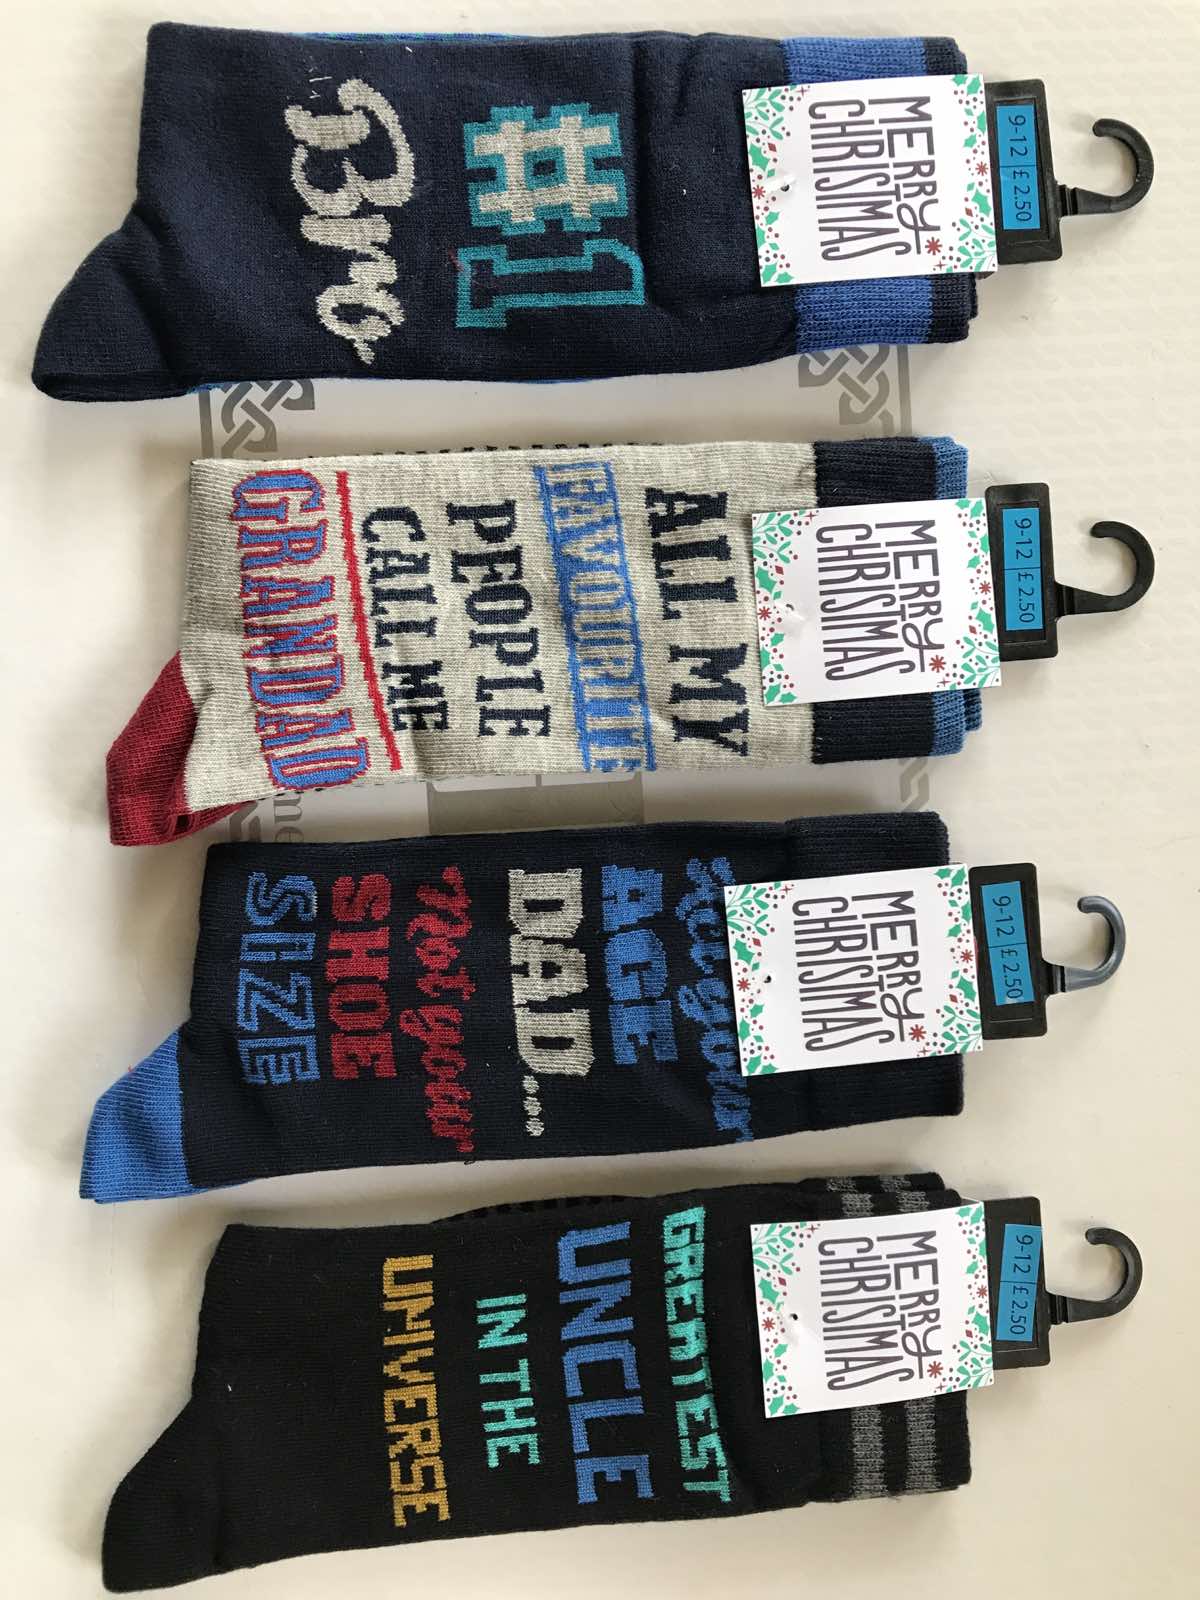 #1
Bro
MERRY
CHRISTMAS
9-12 £2.50
ALL MY
FAVOURITE
PEOPLE
CALL ME
GRANDAD
MERRY
CHRISTMAS
9-12 £2.50
Act your
AGE
DAD...
Not your
SHOE
SIZE
MERRY
CHRISTMAS
9-12 £2.50
GREATEST
UNCLE
IN THE
UNIVERSE
MERRY
CHRISTMAS
9-12 £2.50